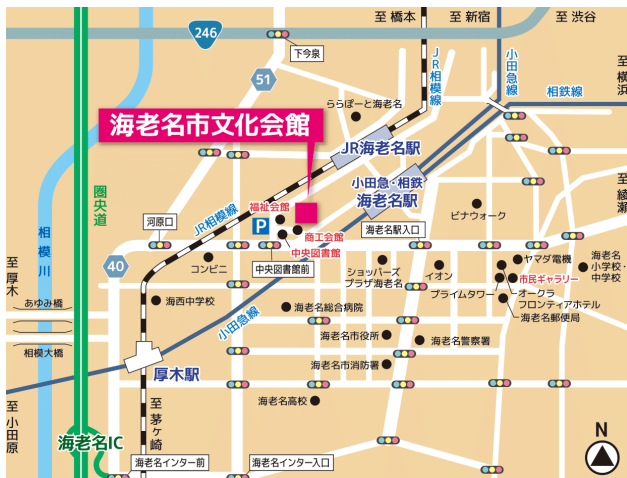 至 橋本
至 新宿
至 渋谷
246
下今泉
JR相模線
小田急線
至 横浜
相鉄線
51
ららぽーと海老名
海老名市文化会館
JR海老名駅
小田急・相鉄
海老名駅
至 綾瀬
圏央道
相模川
河原口
JR相模線
福祉会館
P
商工会館
中央図書館
海老名駅入口
ビナウォーク
至 厚木
40
コンビニ
中央図書館前
ショッパーズ
プラザ海老名
イオン
ヤマダ電機
市民ギャラリー
海老名
小学校・
中学校
プライムタワー
オークラ
フロンティアホテル
海老名郵便局
あゆみ橋
海西中学校
海老名総合病院
小田急線
相模大橋
海老名市役所
海老名警察署
厚木駅
海老名市消防署
至 小田原
至 茅ヶ崎
海老名高校
海老名IC
海老名インター前
海老名インター入口
N